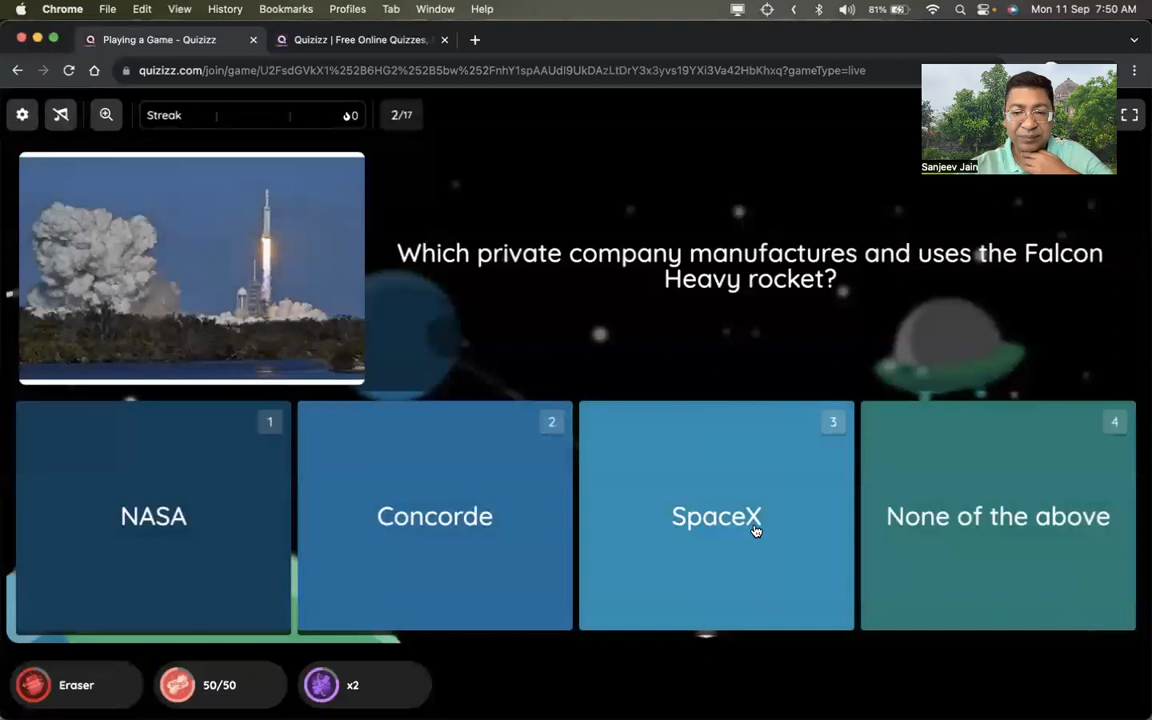 Chrome File Edit View History Bookmarks Profiles Tab Window Help 81% Mon 11 Sep 7:50 AM
Playing a Game - Quizizz
Quizizz | Free Online Quizzes,
quizizz.com/join/game/U2FsdGVkX1%252B6HG2%252B5bw%252FnhY1spAAUdI9UkDAzLtDrY3x3yvs19YXi3Va42HbKhxq?gameType=live
Streak
0
2/17
Sanjeev Jain
Which private company manufactures and uses the Falcon
Heavy rocket?
1
NASA
2
Concorde
3
SpaceX
4
None of the above
Eraser
50/50
x2